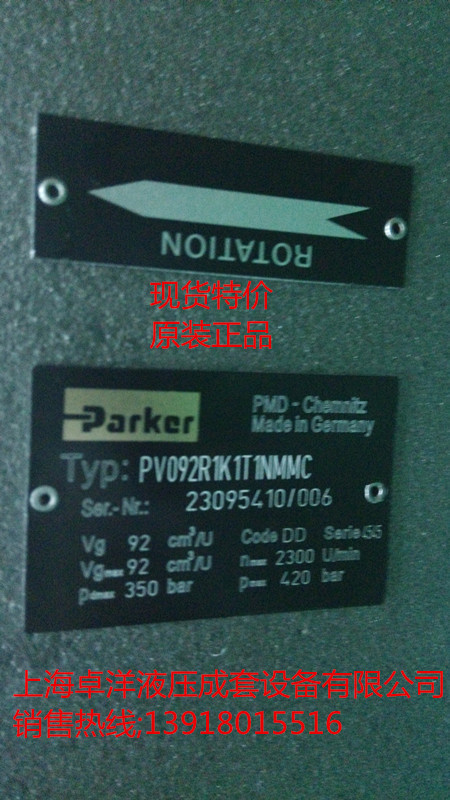 ROTATION
现货特价
原装正品
Parker
PMD - Chemnitz
Made in Germany
Typ: PV092R1K1T1NMMC
Ser.-Nr.: 23095410/006
Vg 92 cm³/U Code DD Serie 45
Vgmax 92 cm³/U nmax 2300 U/min
pdmax 350 bar pmax 420 bar
上海卓洋液压成套设备有限公司
销售热线;13918015516